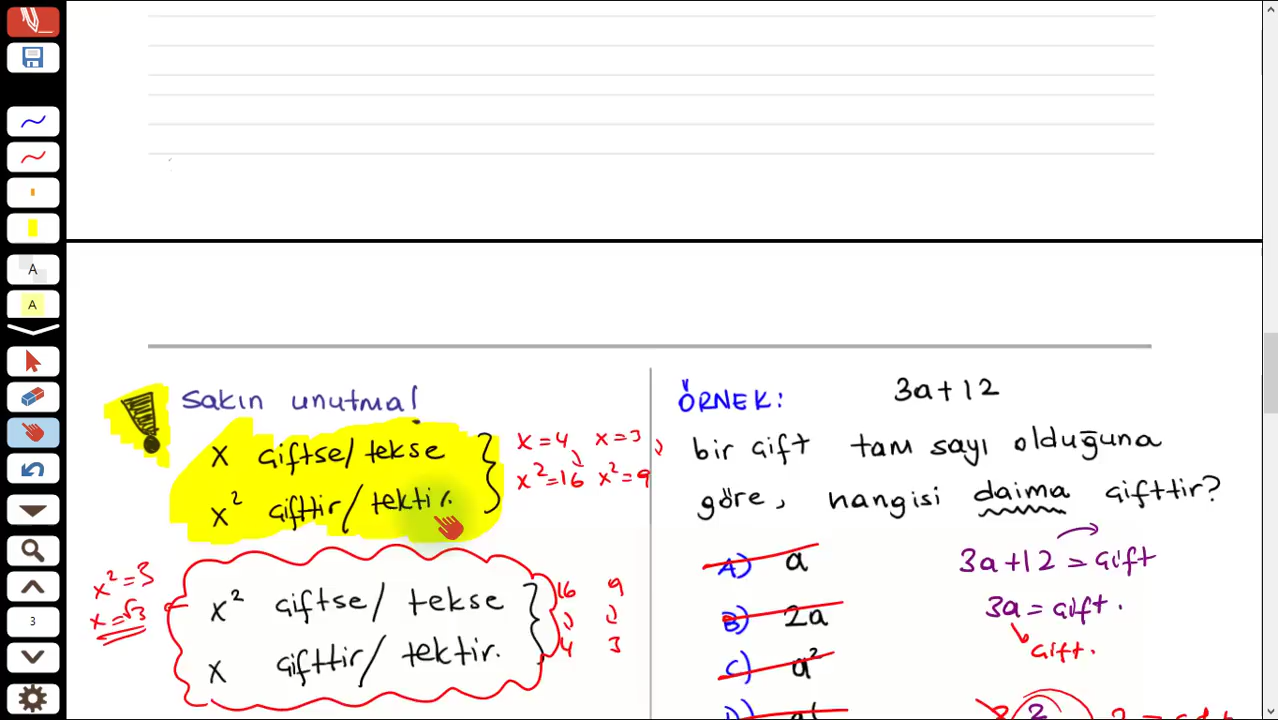 A
A
3
Sakın unutma!
x çiftse/ tekse
x² çifttir/ tektir.
x=4 x=3
x²=16 x²=9
x²=3
x=√3
x² çiftse/ tekse
x çifttir/ tektir.
16 9
4 3
ÖRNEK: 3a+12
bir çift tam sayı olduğuna
göre, hangisi daima çifttir?
A) a
B) 2a
C) a²
3a+12 = çift
3a = çift.
çift.